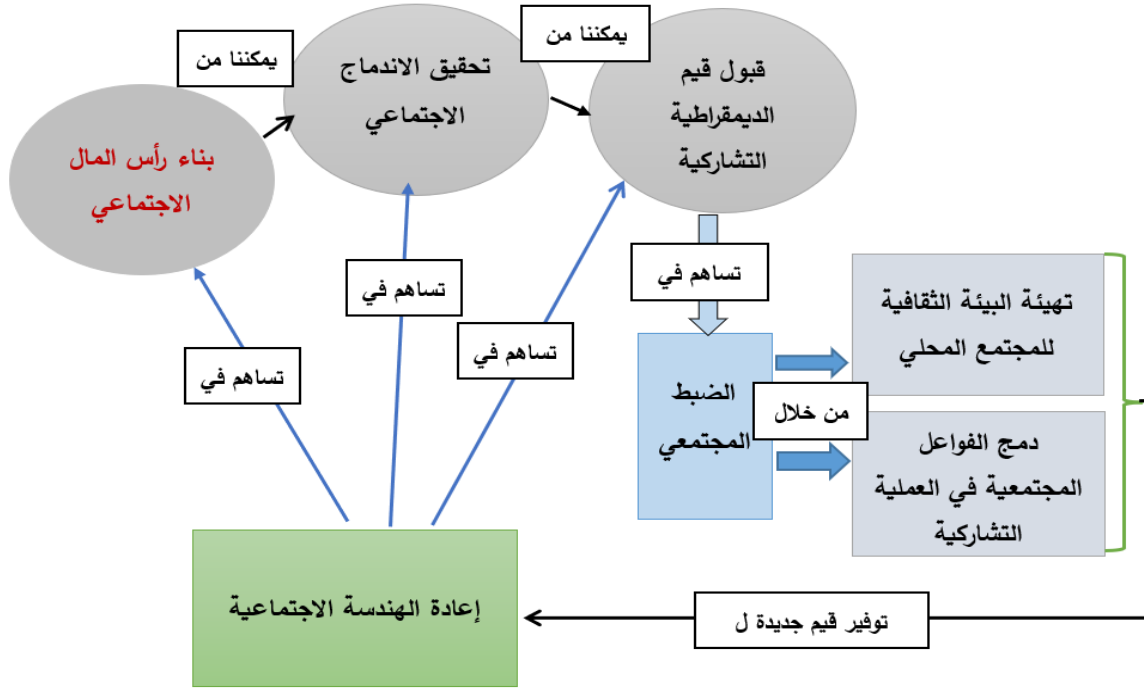 يمكننا من
يمكننا من
تحقيق الاندماج
الاجتماعي
قبول قيم
الديمقراطية
التشاركية
بناء رأس المال
الاجتماعي
تساهم في
تساهم في
تساهم في
تساهم في
تهيئة البيئة الثقافية
للمجتمع المحلي
الضبط
المجتمعي
من خلال
دمج الفواعل
المجتمعية في العملية
التشاركية
إعادة الهندسة الاجتماعية
توفير قيم جديدة ل